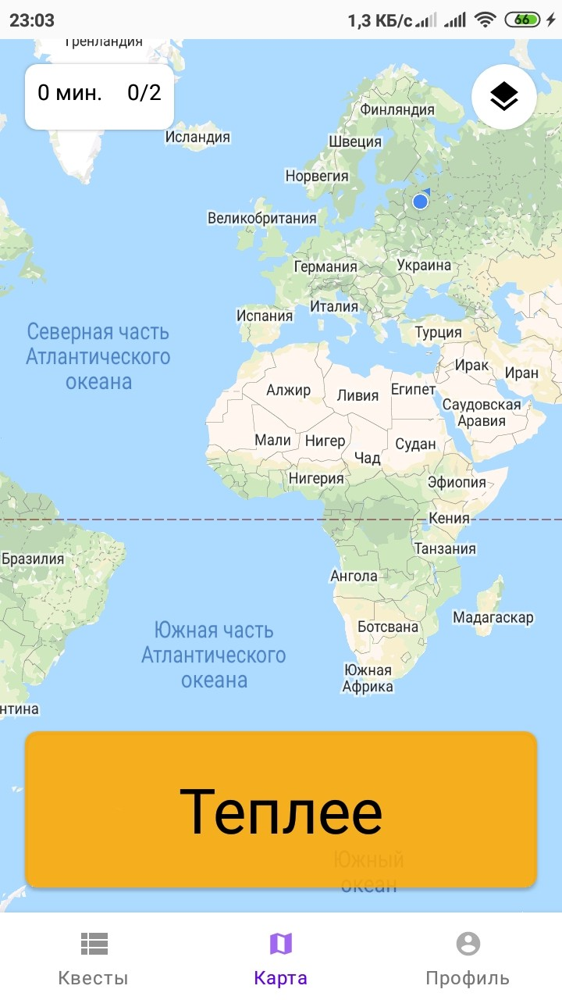 23:03
1,3 КБ/с
66
Гренландия
0 мин. 0/2
Финляндия
Исландия
Швеция
Норвегия
Великобритания
Германия
Украина
Италия
Испания
Северная часть
Атлантического
океана
Турция
Ирак
Иран
Алжир
Ливия
Египет
Саудовская
Аравия
Мали
Нигер
Судан
Чад
Нигерия
Эфиопия
Кения
Танзания
Бразилия
Ангола
Мадагаскар
Ботсвана
Южная часть
Атлантического
океана
Южная
Африка
нтина
Теплее
Южный
океан
Квесты
Карта
Профиль